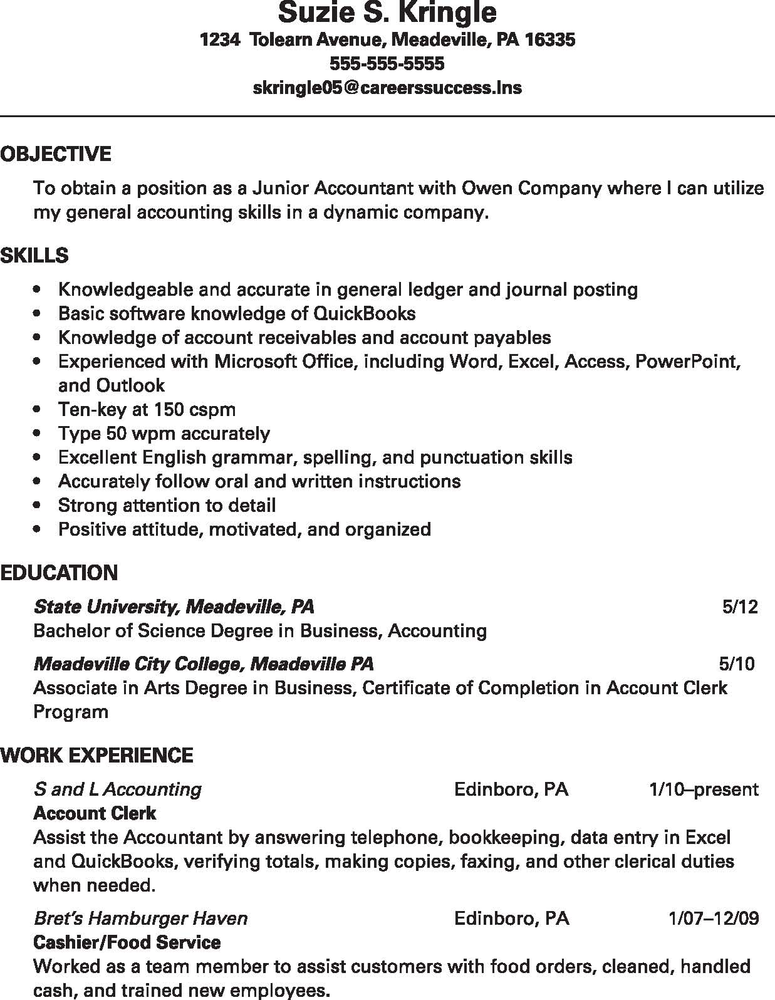 Suzie S. Kringle
1234 Tolearn Avenue, Meadeville, PA 16335
555-555-5555
skringle05@careerssuccess.lns
OBJECTIVE
To obtain a position as a Junior Accountant with Owen Company where I can utilize
my general accounting skills in a dynamic company.
SKILLS
• Knowledgeable and accurate in general ledger and journal posting
• Basic software knowledge of QuickBooks
• Knowledge of account receivables and account payables
• Experienced with Microsoft Office, including Word, Excel, Access, PowerPoint,
and Outlook
• Ten-key at 150 cspm
• Type 50 wpm accurately
• Excellent English grammar, spelling, and punctuation skills
• Accurately follow oral and written instructions
• Strong attention to detail
• Positive attitude, motivated, and organized
EDUCATION
State University, Meadeville, PA 5/12
Bachelor of Science Degree in Business, Accounting
Meadeville City College, Meadeville PA 5/10
Associate in Arts Degree in Business, Certificate of Completion in Account Clerk
Program
WORK EXPERIENCE
S and L Accounting Edinboro, PA 1/10–present
Account Clerk
Assist the Accountant by answering telephone, bookkeeping, data entry in Excel
and QuickBooks, verifying totals, making copies, faxing, and other clerical duties
when needed.
Bret’s Hamburger Haven Edinboro, PA 1/07–12/09
Cashier/Food Service
Worked as a team member to assist customers with food orders, cleaned, handled
cash, and trained new employees.